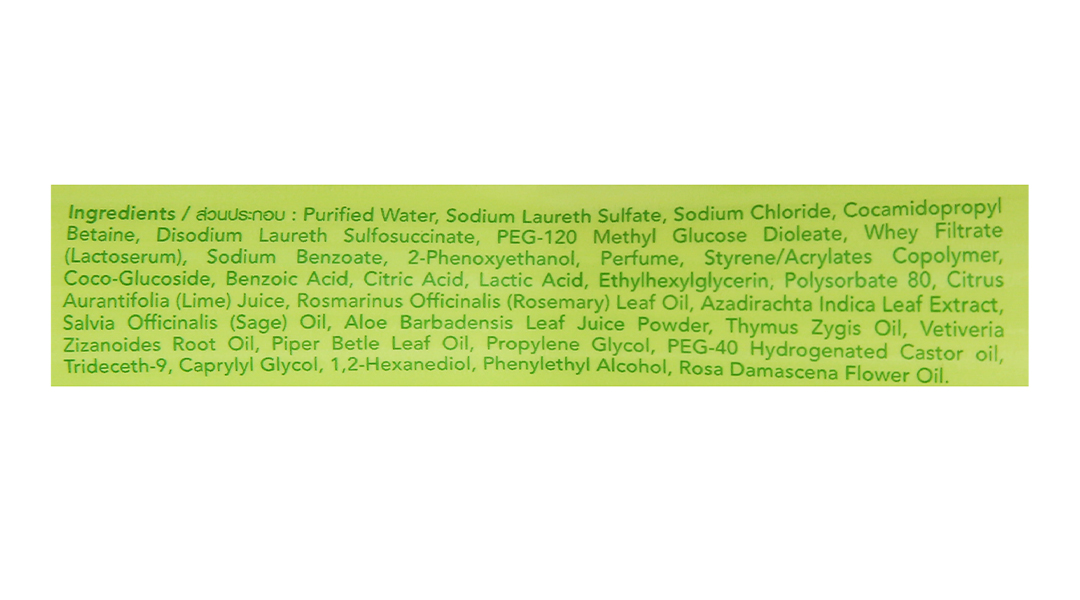 Ingredients / ส่วนประกอบ : Purified Water, Sodium Laureth Sulfate, Sodium Chloride, Cocamidopropyl
Betaine, Disodium Laureth Sulfosuccinate, PEG-120 Methyl Glucose Dioleate, Whey Filtrate
(Lactoserum), Sodium Benzoate, 2-Phenoxyethanol, Perfume, Styrene/Acrylates Copolymer,
Coco-Glucoside, Benzoic Acid, Citric Acid, Lactic Acid, Ethylhexylglycerin, Polysorbate 80, Citrus
Aurantifolia (Lime) Juice, Rosmarinus Officinalis (Rosemary) Leaf Oil, Azadirachta Indica Leaf Extract,
Salvia Officinalis (Sage) Oil, Aloe Barbadensis Leaf Juice Powder, Thymus Zygis Oil, Vetiveria
Zizanoides Root Oil, Piper Betle Leaf Oil, Propylene Glycol, PEG-40 Hydrogenated Castor oil,
Trideceth-9, Caprylyl Glycol, 1,2-Hexanediol, Phenylethyl Alcohol, Rosa Damascena Flower Oil.